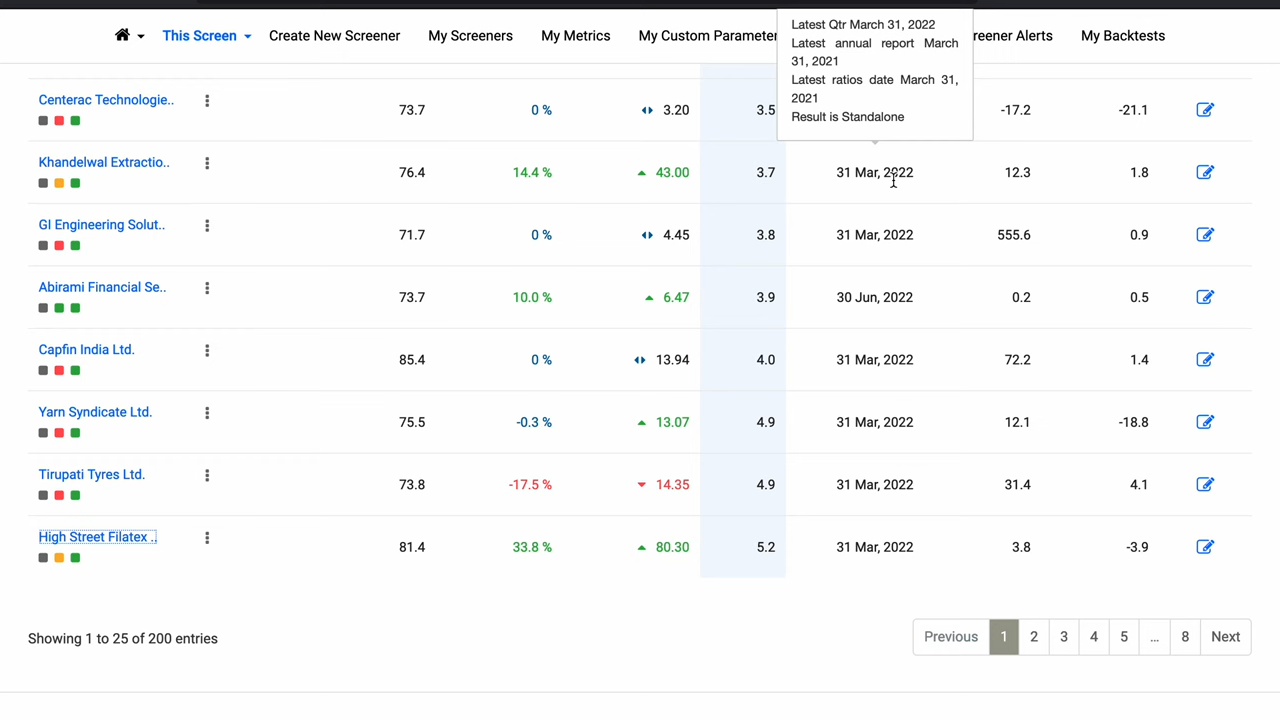 This Screen
Create New Screener
My Screeners
My Metrics
My Custom Parameter
reener Alerts
My Backtests
Latest Qtr March 31, 2022
Latest annual report March
31, 2021
Latest ratios date March 31,
2021
Result is Standalone
Centerac Technologie.. 73.7 0 % 3.20 3.5 -17.2 -21.1
Khandelwal Extractio.. 76.4 14.4 % 43.00 3.7 31 Mar, 2022 12.3 1.8
GI Engineering Solut.. 71.7 0 % 4.45 3.8 31 Mar, 2022 555.6 0.9
Abirami Financial Se.. 73.7 10.0 % 6.47 3.9 30 Jun, 2022 0.2 0.5
Capfin India Ltd. 85.4 0 % 13.94 4.0 31 Mar, 2022 72.2 1.4
Yarn Syndicate Ltd. 75.5 -0.3 % 13.07 4.9 31 Mar, 2022 12.1 -18.8
Tirupati Tyres Ltd. 73.8 -17.5 % 14.35 4.9 31 Mar, 2022 31.4 4.1
High Street Filatex .. 81.4 33.8 % 80.30 5.2 31 Mar, 2022 3.8 -3.9
Showing 1 to 25 of 200 entries
Previous 1 2 3 4 5 ... 8 Next